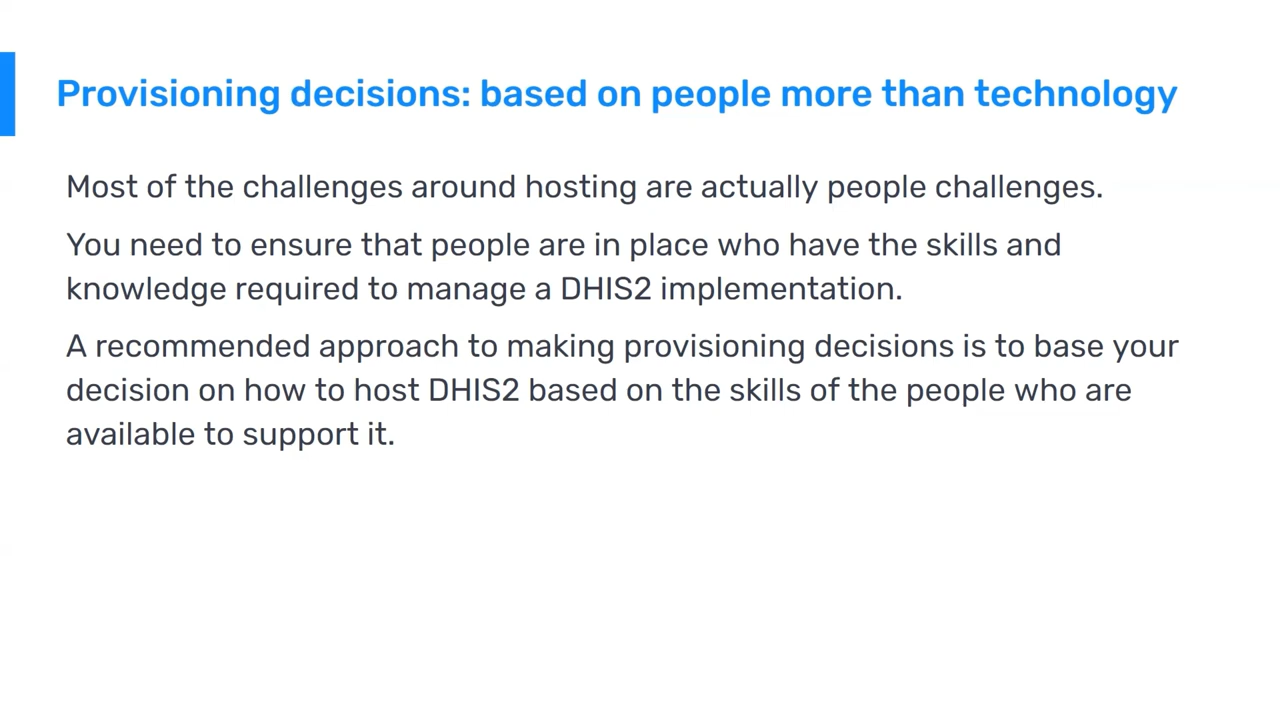 Provisioning decisions: based on people more than technology
Most of the challenges around hosting are actually people challenges.
You need to ensure that people are in place who have the skills and
knowledge required to manage a DHIS2 implementation.
A recommended approach to making provisioning decisions is to base your
decision on how to host DHIS2 based on the skills of the people who are
available to support it.